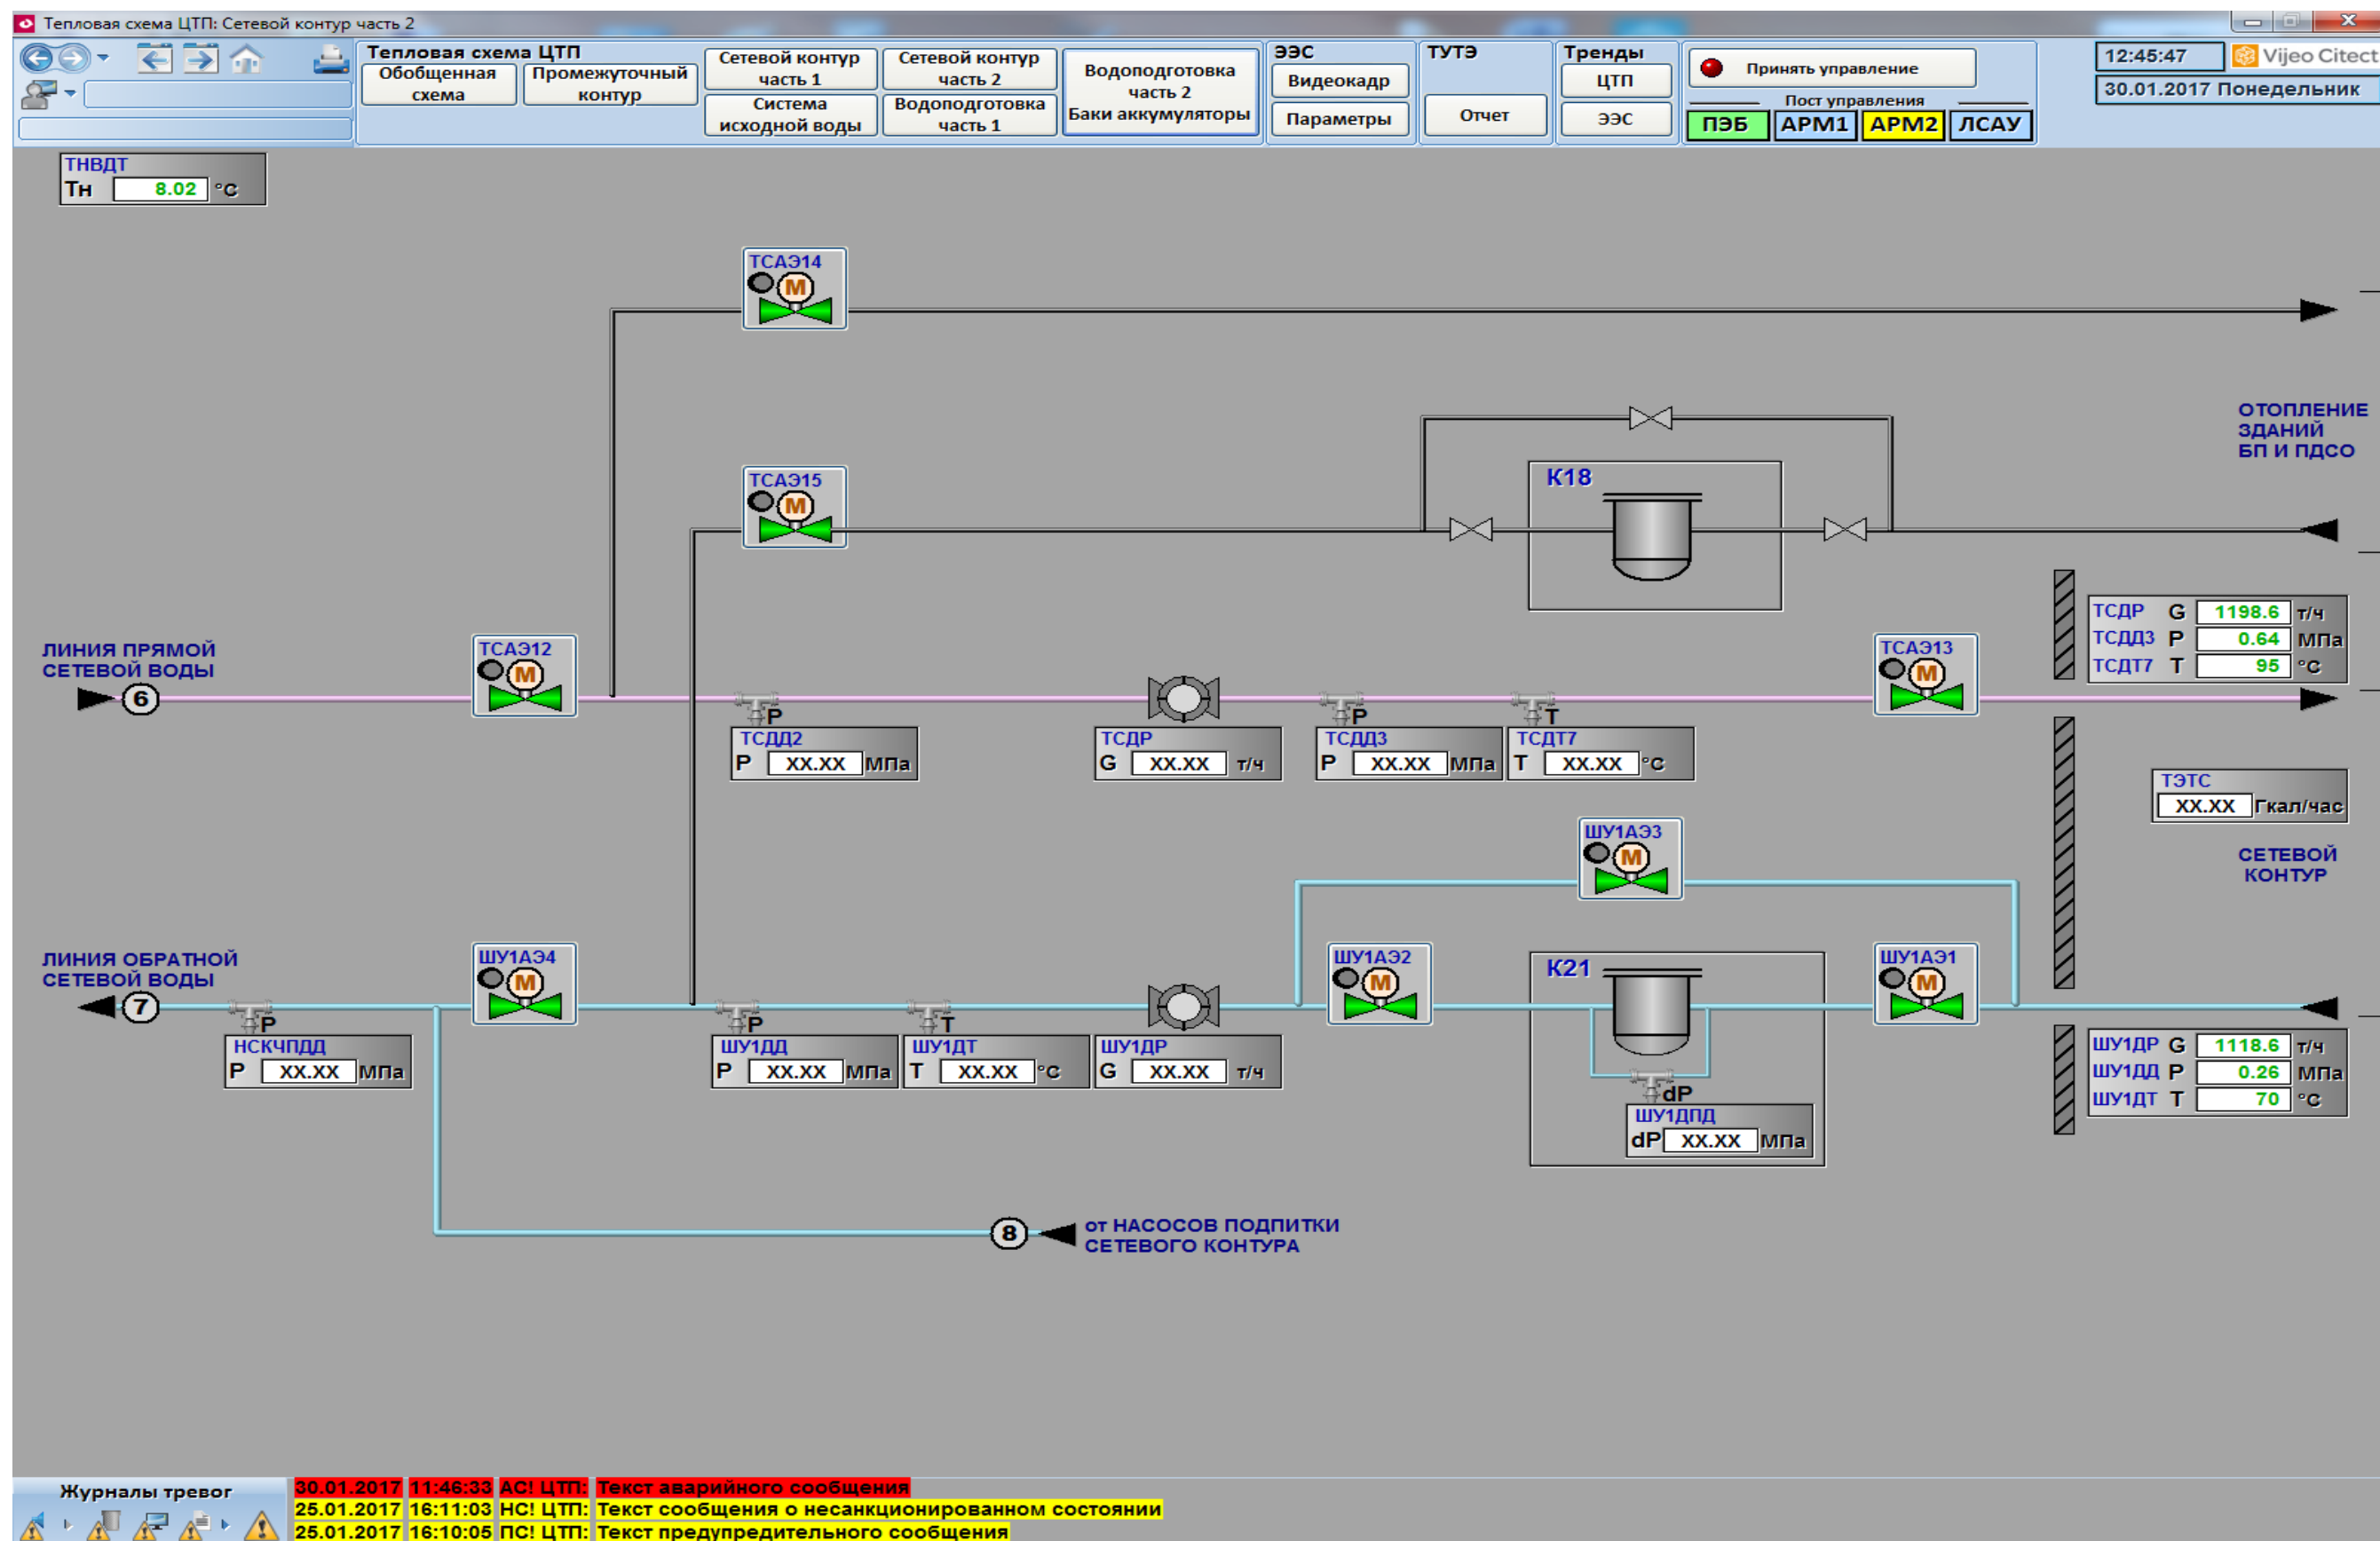 Тепловая схема ЦТП: Сетевой контур часть 2
Тепловая схема ЦТП
Обобщенная
схема
Промежуточный
контур
Сетевой контур
часть 1
Система
исходной воды
Сетевой контур
часть 2
Водоподготовка
часть 1
Водоподготовка
часть 2
Баки аккумуляторы
ЭЭС
Видеокадр
Параметры
ТУТЭ
Отчет
Тренды
ЦТП
ЭЭС
Принять управление
Пост управления
ПЭБ АРМ1 АРМ2 ЛСАУ
12:45:47 Vijeo Citect
30.01.2017 Понедельник
ТНВДТ
Тн 8.02 °C
ТСАЭ14
М
ОТОПЛЕНИЕ
ЗДАНИЙ
БП И ПДСО
ТСАЭ15
М
К18
ТСДР G 1198.6 т/ч
ТСДД3 P 0.64 МПа
ТСДТ7 T 95 °C
ЛИНИЯ ПРЯМОЙ
СЕТЕВОЙ ВОДЫ
6
ТСАЭ12
М
ТСАЭ13
М
P
ТСДД2
P XX.XX МПа
ТСДР
G XX.XX т/ч
P
ТСДД3
P XX.XX МПа
T
ТСДТ7
T XX.XX °C
ТЭТС
XX.XX Гкал/час
СЕТЕВОЙ
КОНТУР
ШУ1АЭ3
М
ЛИНИЯ ОБРАТНОЙ
СЕТЕВОЙ ВОДЫ
7
ШУ1АЭ4
М
ШУ1АЭ2
М
К21
ШУ1АЭ1
М
P
НСКЧПДД
P XX.XX МПа
P
ШУ1ДД
P XX.XX МПа
T
ШУ1ДТ
T XX.XX °C
ШУ1ДР
G XX.XX т/ч
dP
ШУ1ДПД
dP XX.XX МПа
ШУ1ДР G 1118.6 т/ч
ШУ1ДД P 0.26 МПа
ШУ1ДТ T 70 °C
8
от НАСОСОВ ПОДПИТКИ
СЕТЕВОГО КОНТУРА
Журналы тревог
30.01.2017 11:46:33 АС! ЦТП: Текст аварийного сообщения
25.01.2017 16:11:03 НС! ЦТП: Текст сообщения о несанкционированном состоянии
25.01.2017 16:10:05 ПС! ЦТП: Текст предупредительного сообщения